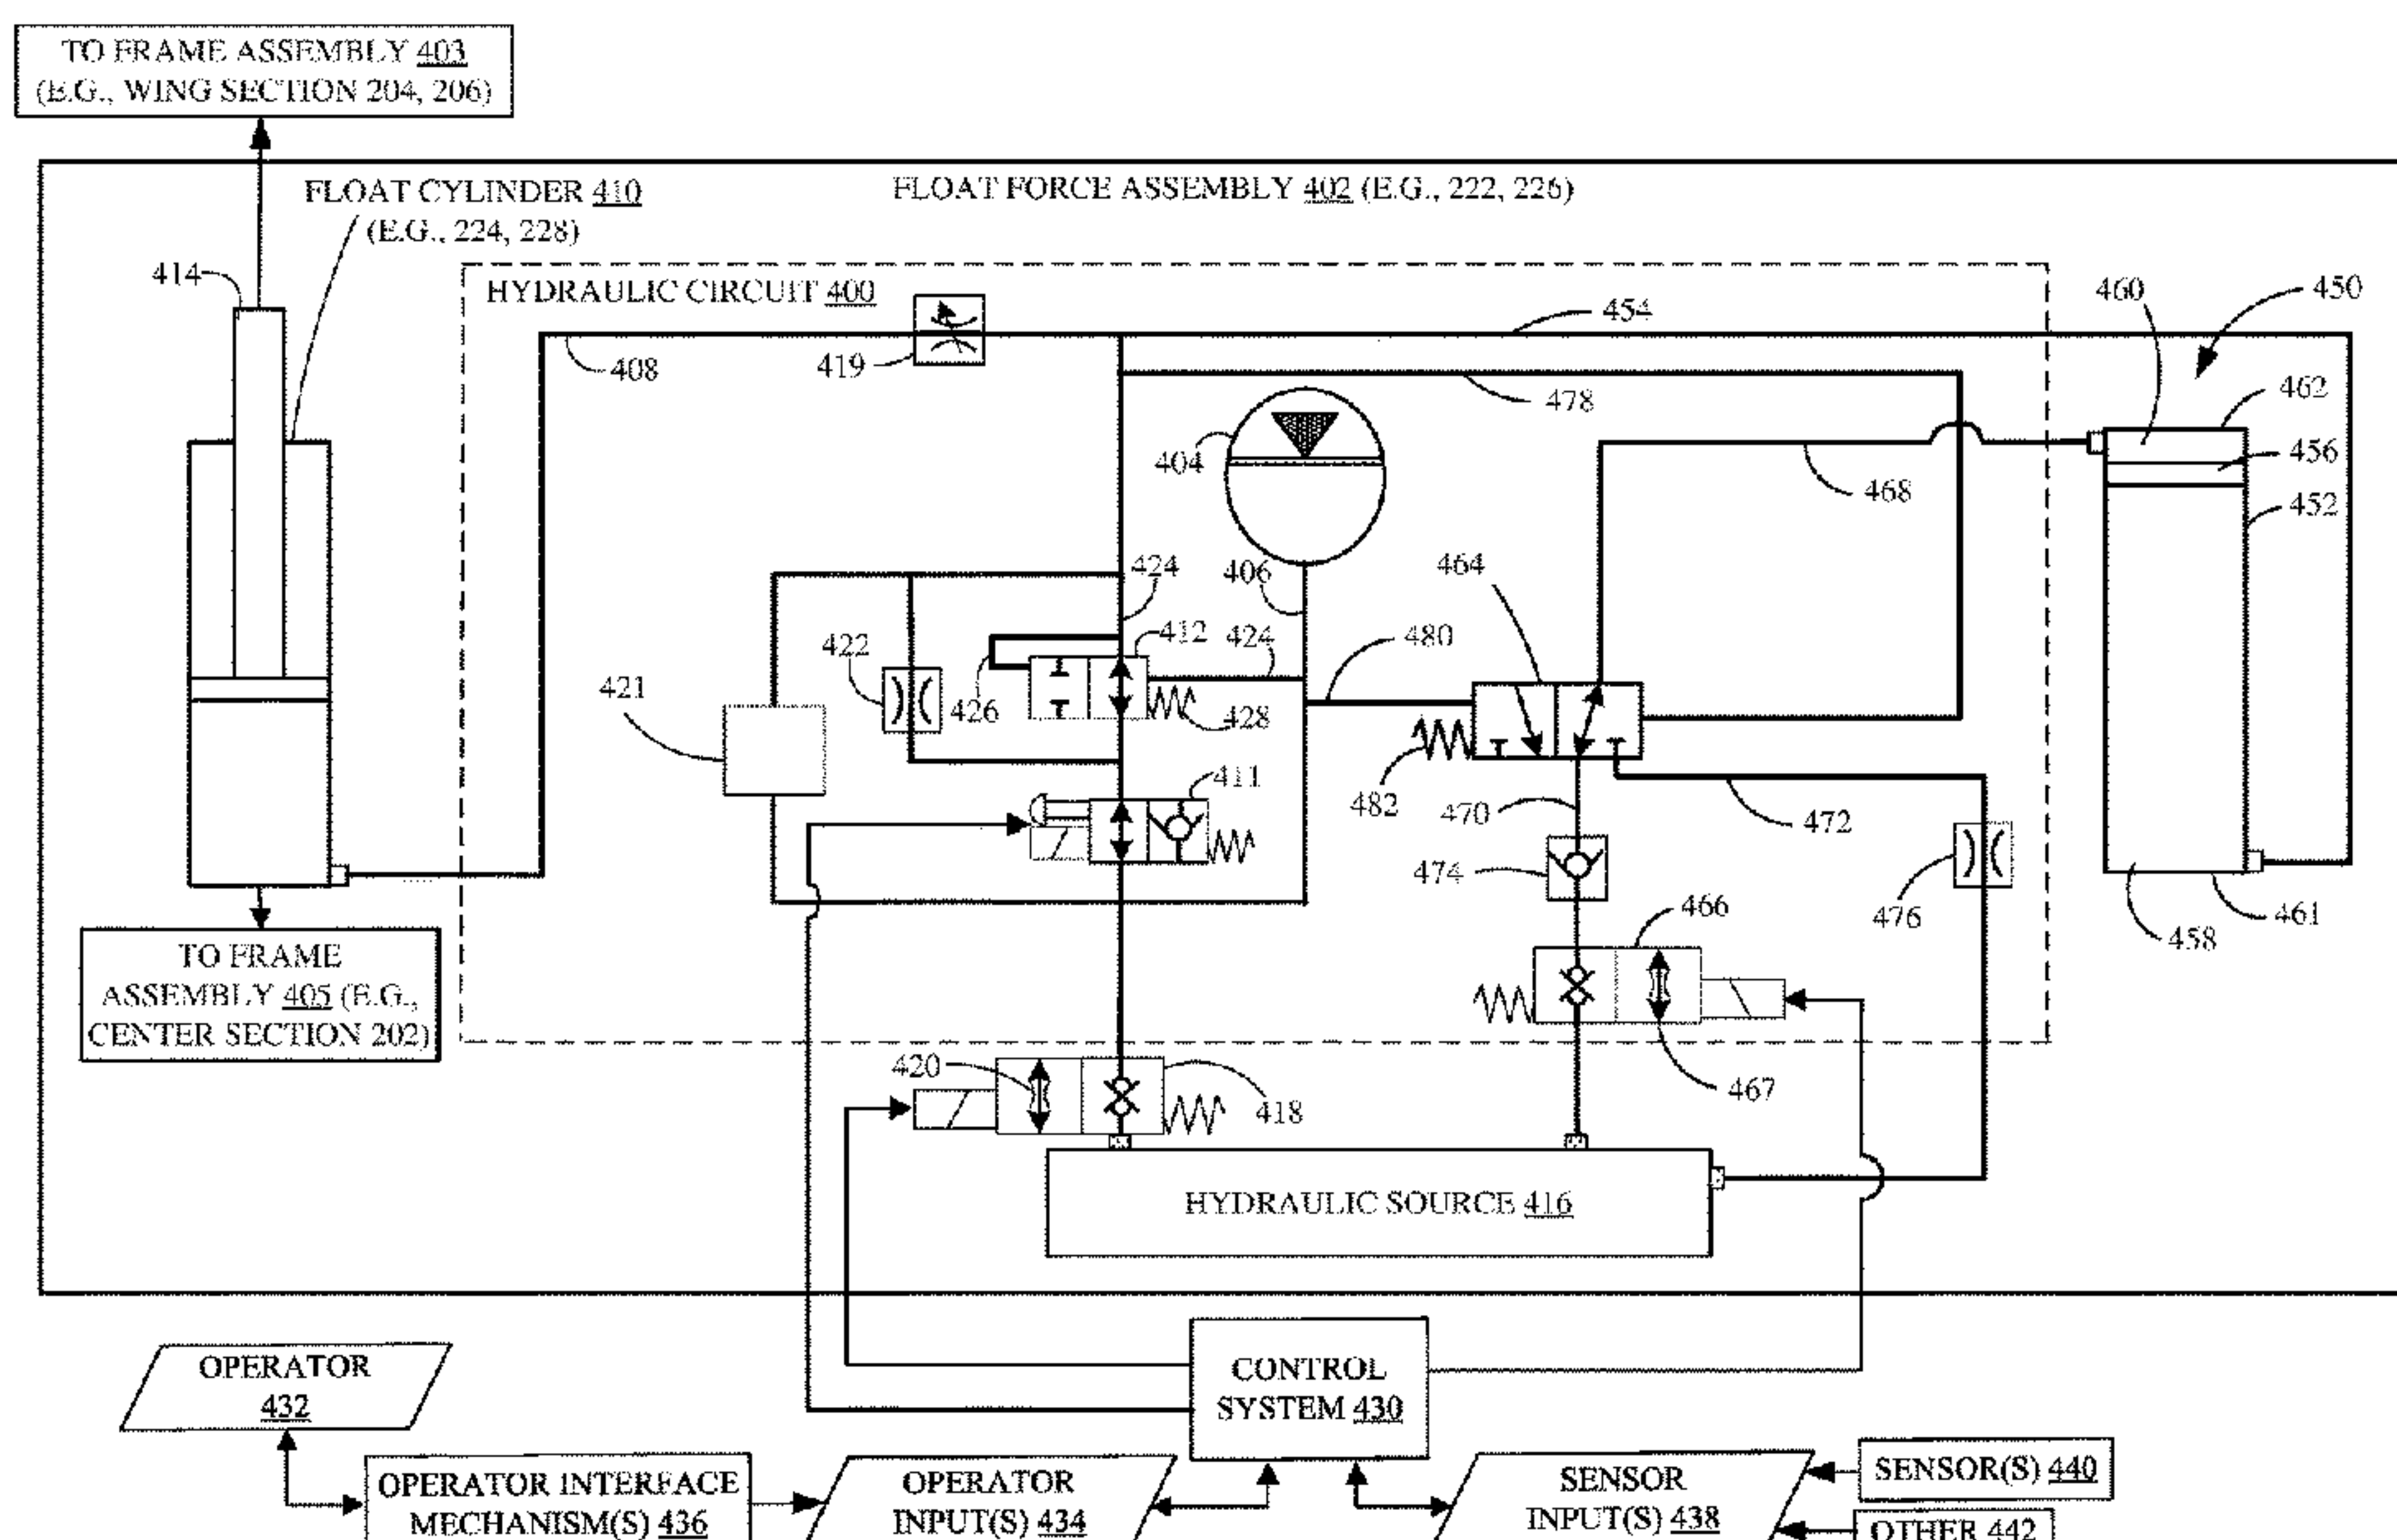 TO FRAME ASSEMBLY 403
(E.G., WING SECTION 204, 206)
FLOAT CYLINDER 410
(E.G., 224, 228)
FLOAT FORCE ASSEMBLY 402 (E.G., 222, 226)
414
HYDRAULIC CIRCUIT 400
408
419
454
478
460
450
462
456
452
404
468
424
406
464
422
412
424
480
421
426
428
482
411
470
472
474
476
466
458
461
467
TO FRAME
ASSEMBLY 405 (E.G.,
CENTER SECTION 202)
420
418
HYDRAULIC SOURCE 416
OPERATOR
432
CONTROL
SYSTEM 430
OPERATOR INTERFACE
MECHANISM(S) 436
OPERATOR
INPUT(S) 434
SENSOR
INPUT(S) 438
SENSOR(S) 440
OTHER 442